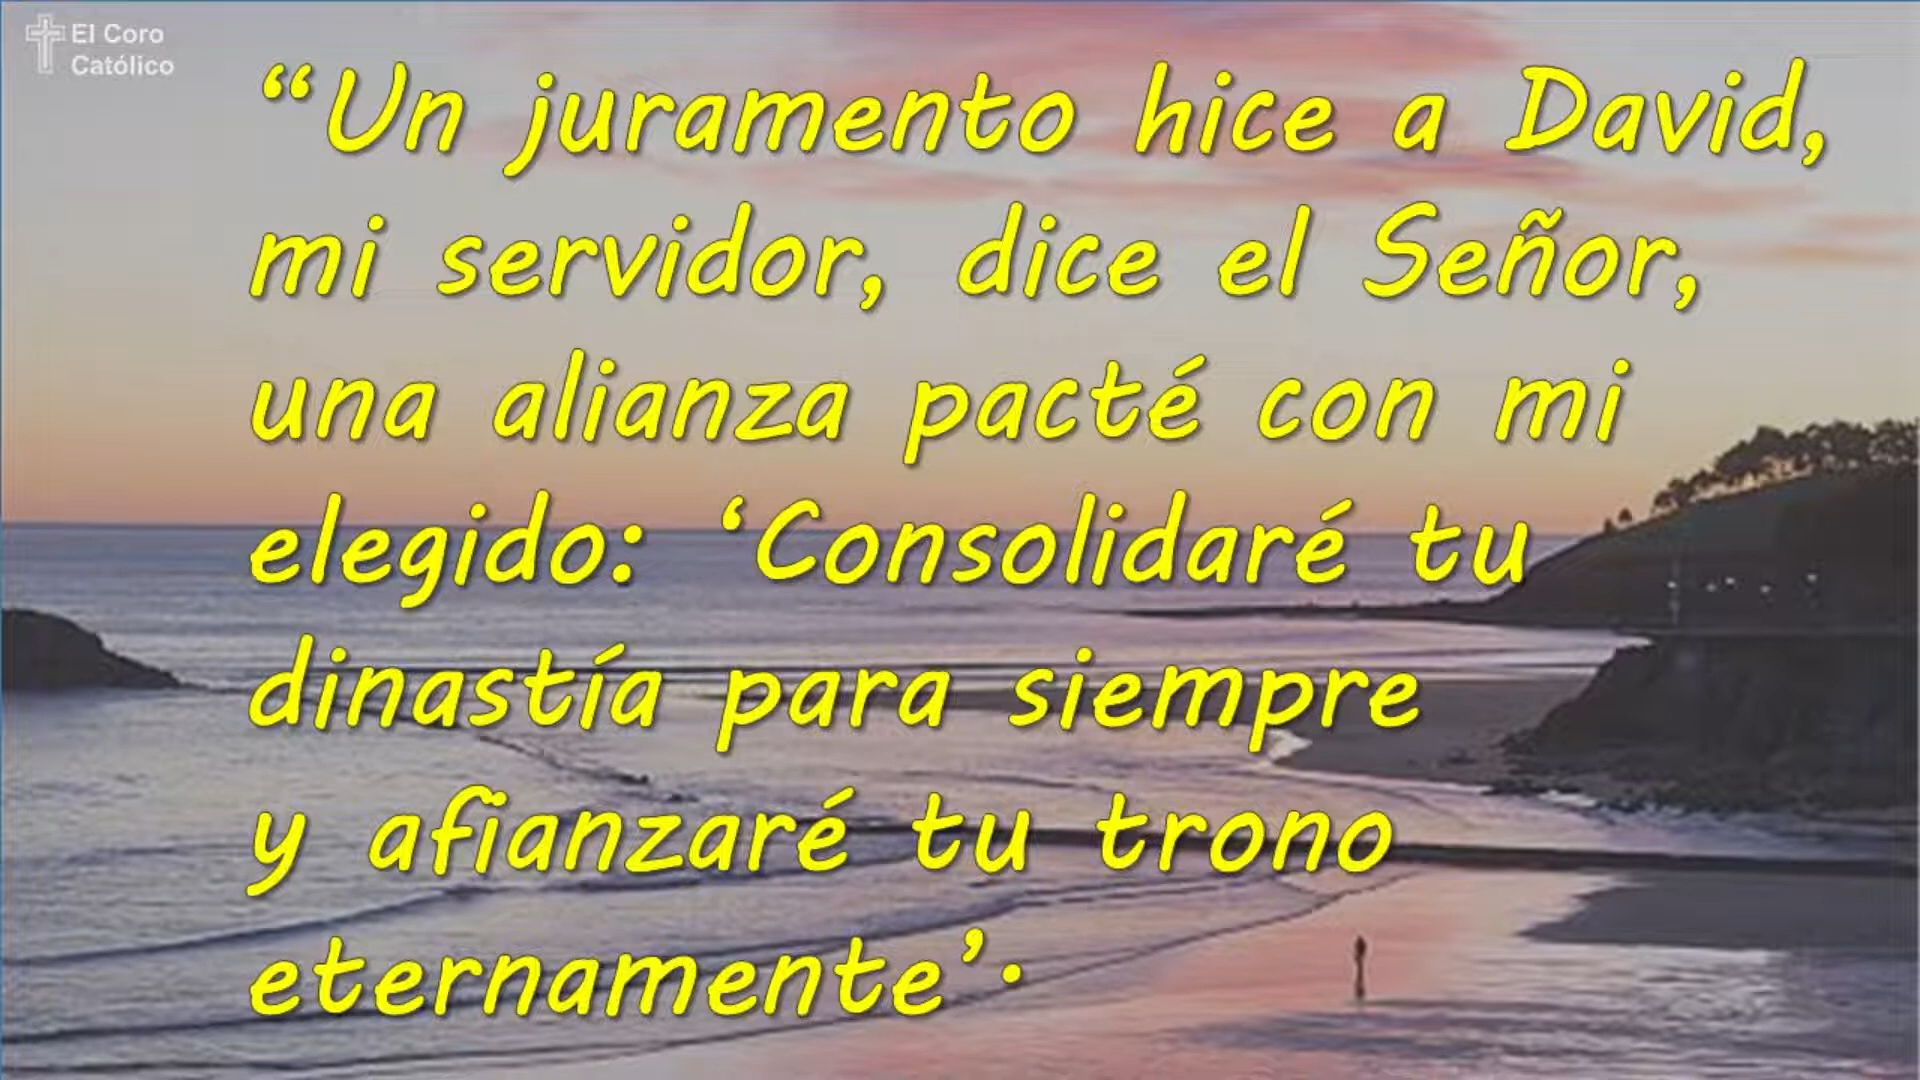 El Coro
Católico
“Un juramento hice a David,
mi servidor, dice el Señor,
una alianza pacté con mi
elegido: ‘Consolidaré tu
dinastía para siempre
y afianzaré tu trono
eternamente’.